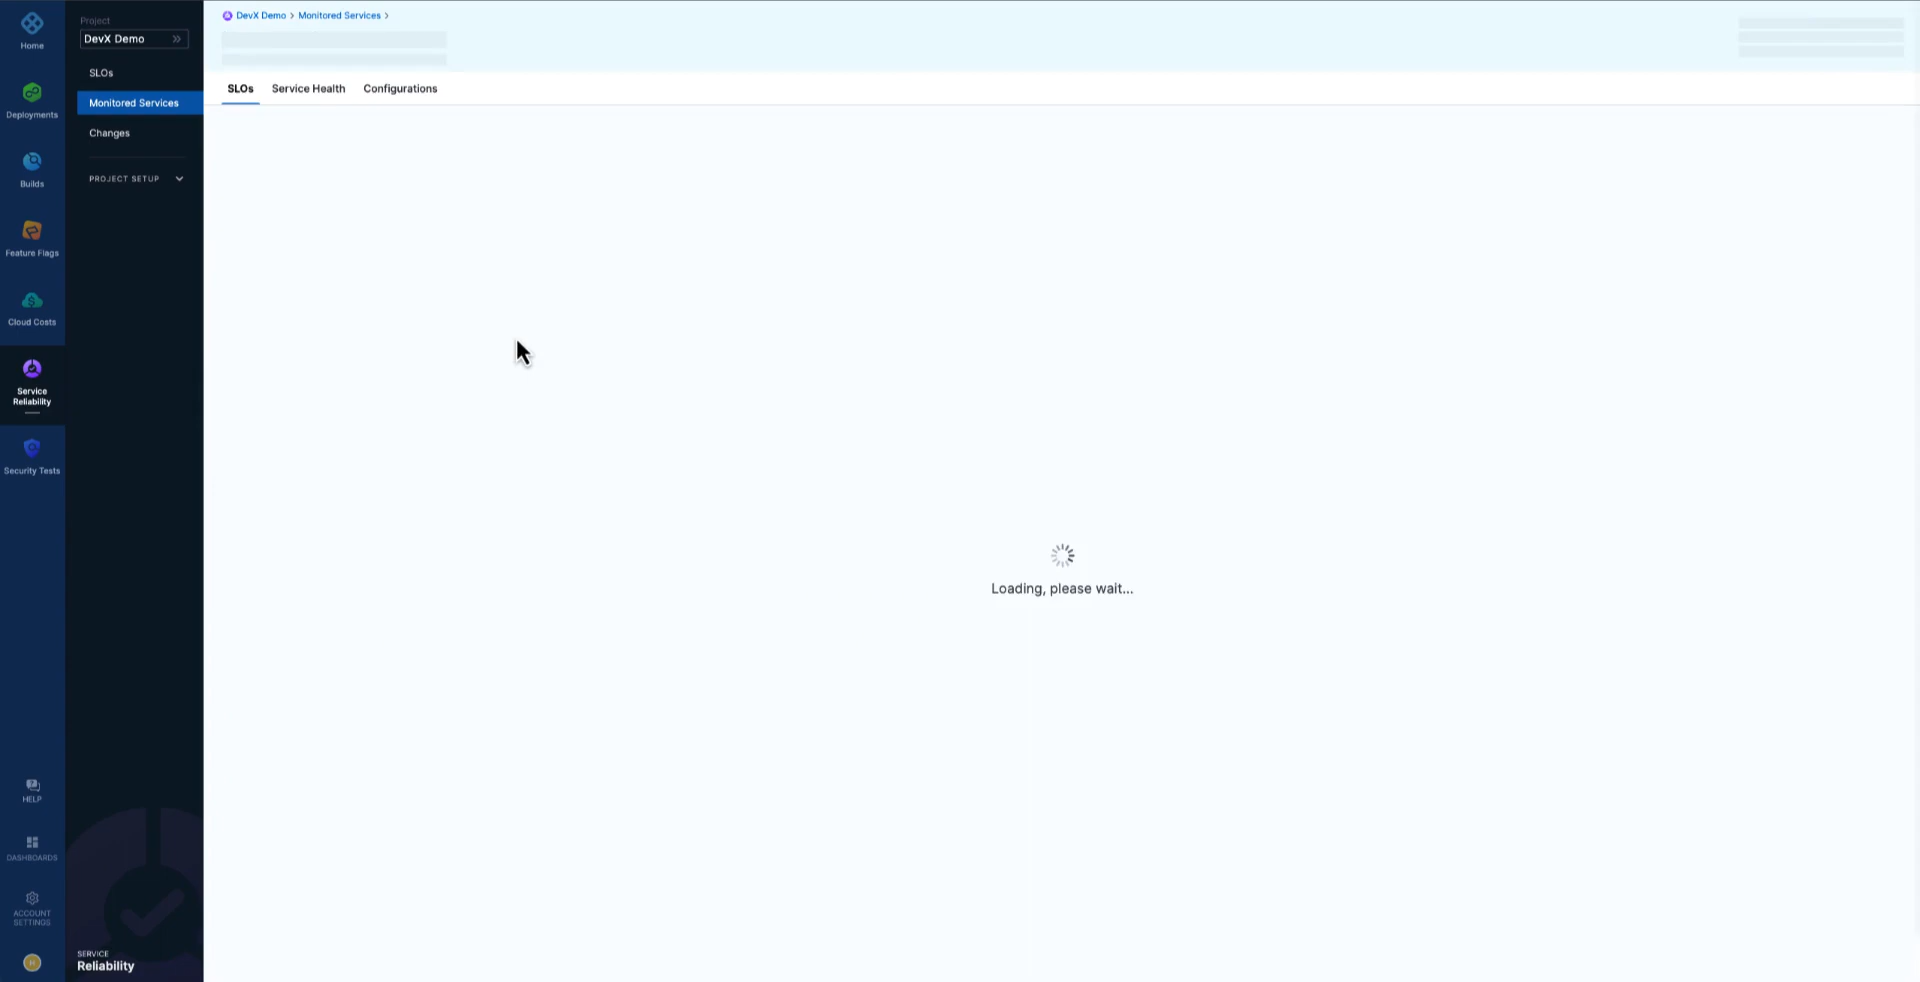 Home
Deployments
Builds
Feature Flags
Cloud Costs
Service
Reliability
Security Tests
HELP
DASHBOARDS
ACCOUNT
SETTINGS
H
Project
DevX Demo
SLOs
Monitored Services
Changes
PROJECT SETUP
SERVICE
Reliability
DevX Demo > Monitored Services >
SLOs Service Health Configurations
Loading, please wait...